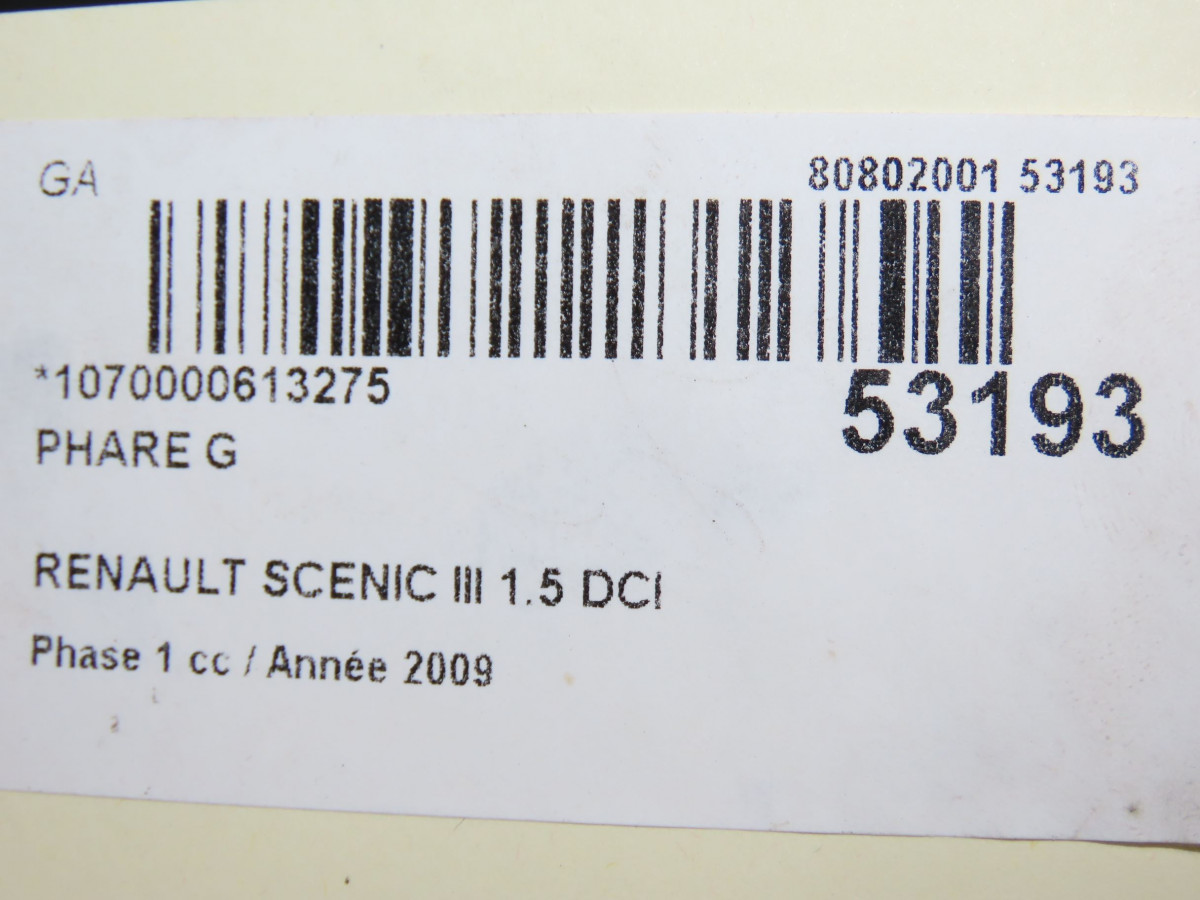 GA
80802001 53193
*1070000613275
53193
PHARE G
RENAULT SCENIC III 1.5 DCI
Phase 1 cc / Année 2009